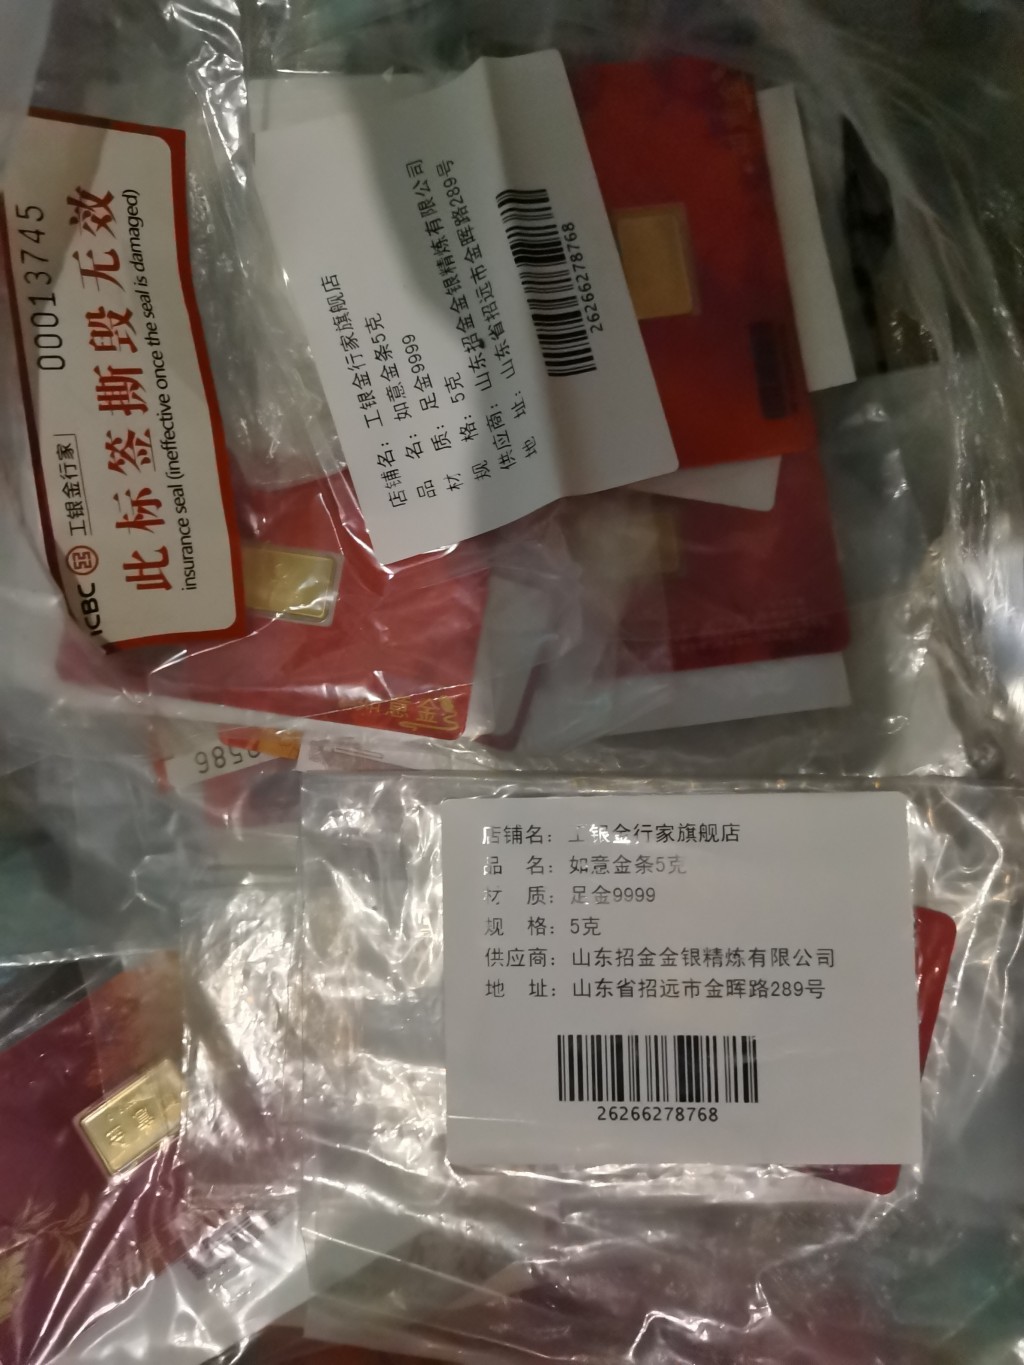 00013745
ICBC 工银金行家
此标签撕毁无效
insurance seal (ineffective once the seal is damaged)
店铺名：工银金行家旗舰店
品 名：如意金条5克
材 质：足金9999
规 格：5克
供应商：山东招金金银精炼有限公司
地 址：山东省招远市金晖路289号
26266278768
如意金
586
店铺名：工银金行家旗舰店
品 名：如意金条5克
材 质：足金9999
规 格：5克
供应商：山东招金金银精炼有限公司
地 址：山东省招远市金晖路289号
26266278768